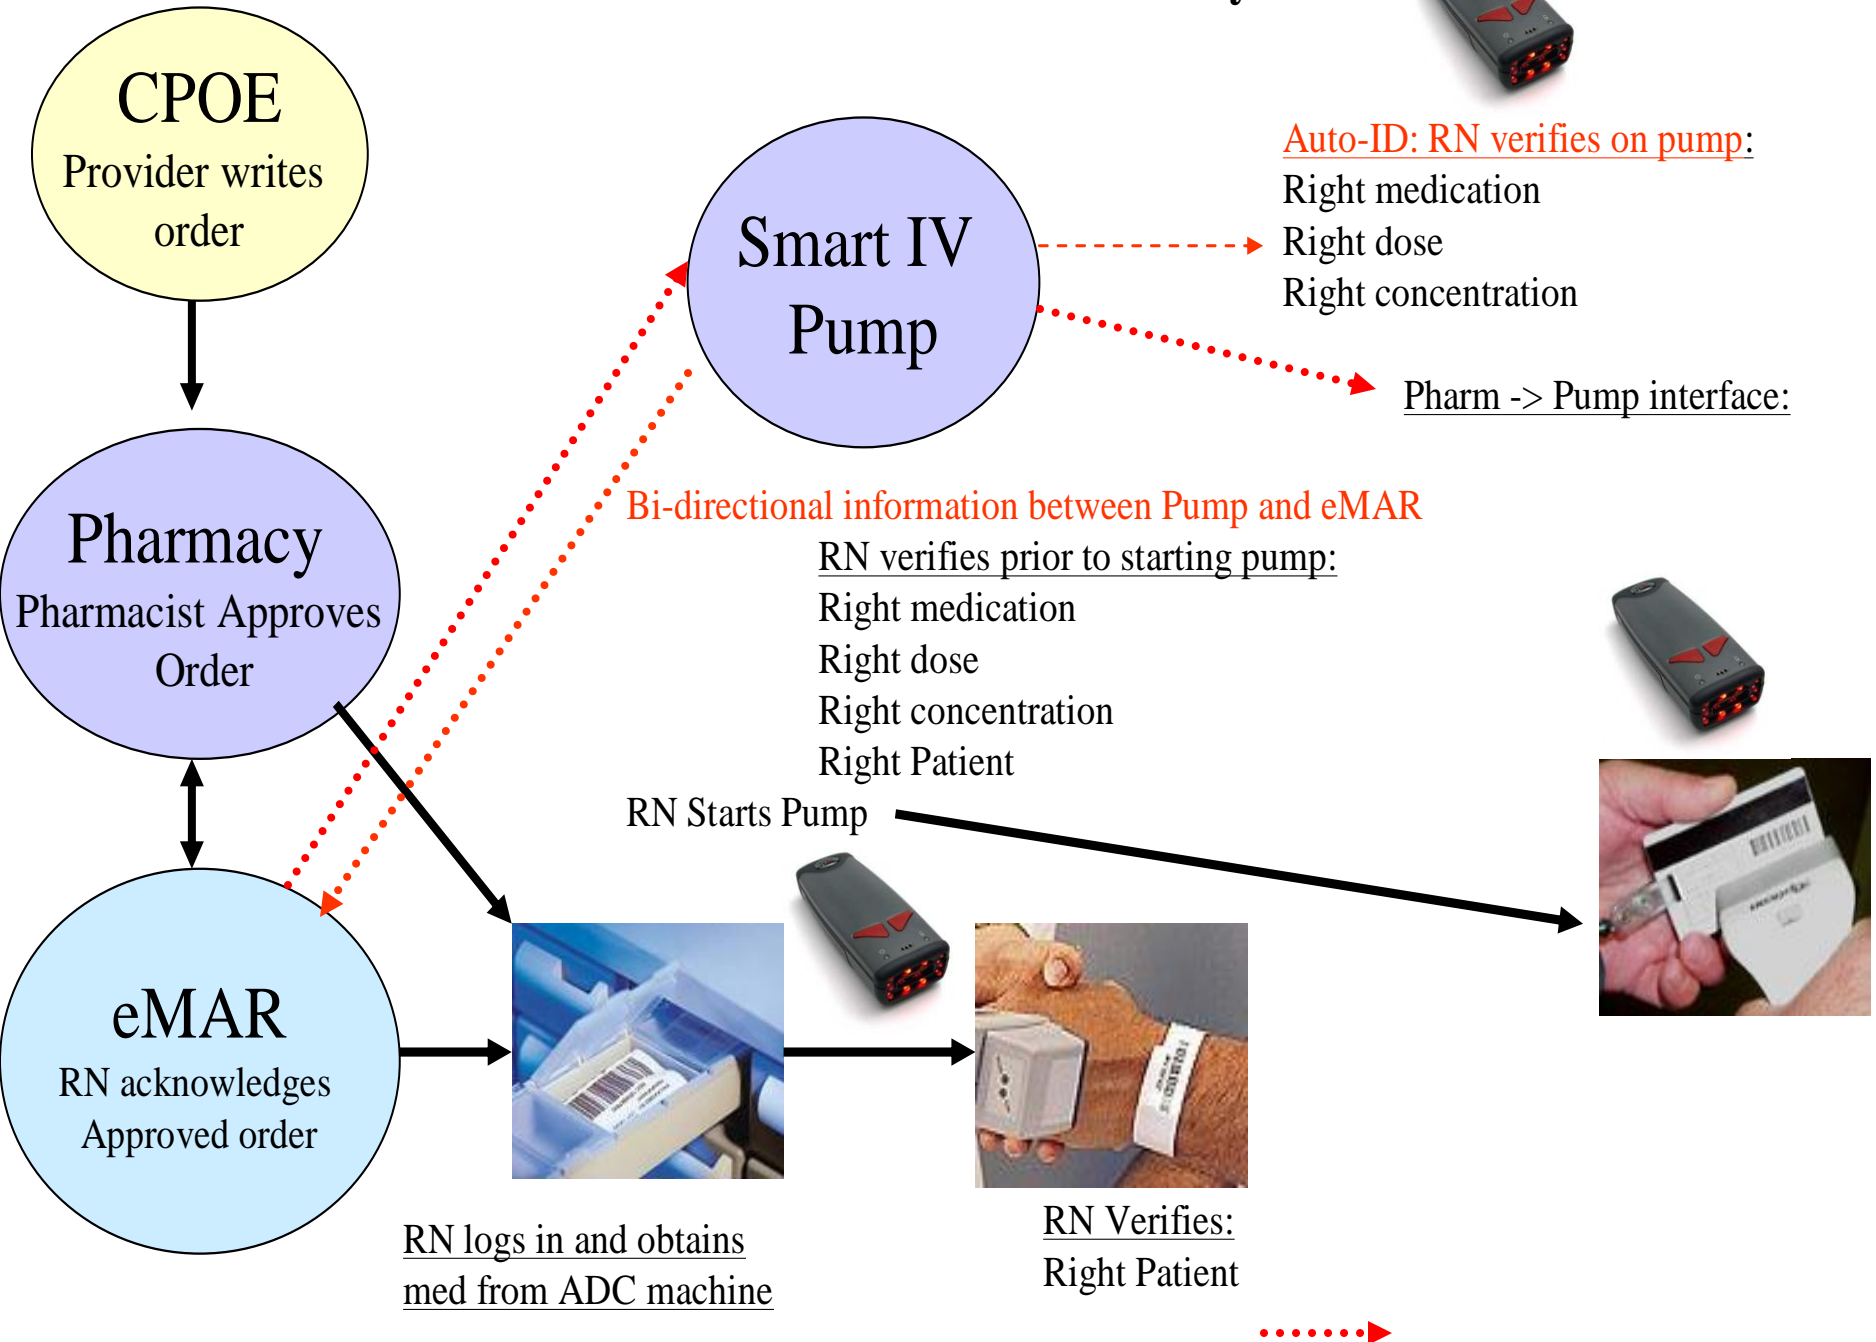 CPOE
Provider writes
order
Smart IV
Pump
Auto-ID: RN verifies on pump:
Right medication
Right dose
Right concentration
Pharm -> Pump interface:
Pharmacy
Pharmacist Approves
Order
Bi-directional information between Pump and eMAR
RN verifies prior to starting pump:
Right medication
Right dose
Right concentration
Right Patient
RN Starts Pump
eMAR
RN acknowledges
Approved order
RN logs in and obtains
med from ADC machine
RN Verifies:
Right Patient